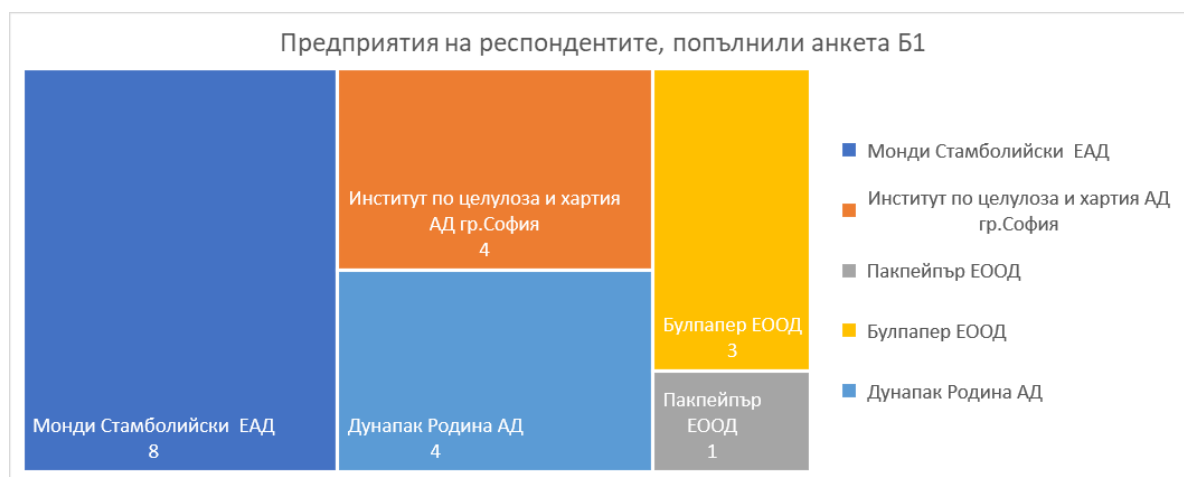 Предприятия на респондентите, попълнили анкета Б1
Монди Стамболийски ЕАД
8
Институт по целулоза и хартия
АД гр.София
4
Дунапак Родина АД
4
Булпапер ЕООД
3
Пакпейпър
ЕООД
1
Монди Стамболийски ЕАД
Институт по целулоза и хартия АД
гр.София
Пакпейпър ЕООД
Булпапер ЕООД
Дунапак Родина АД